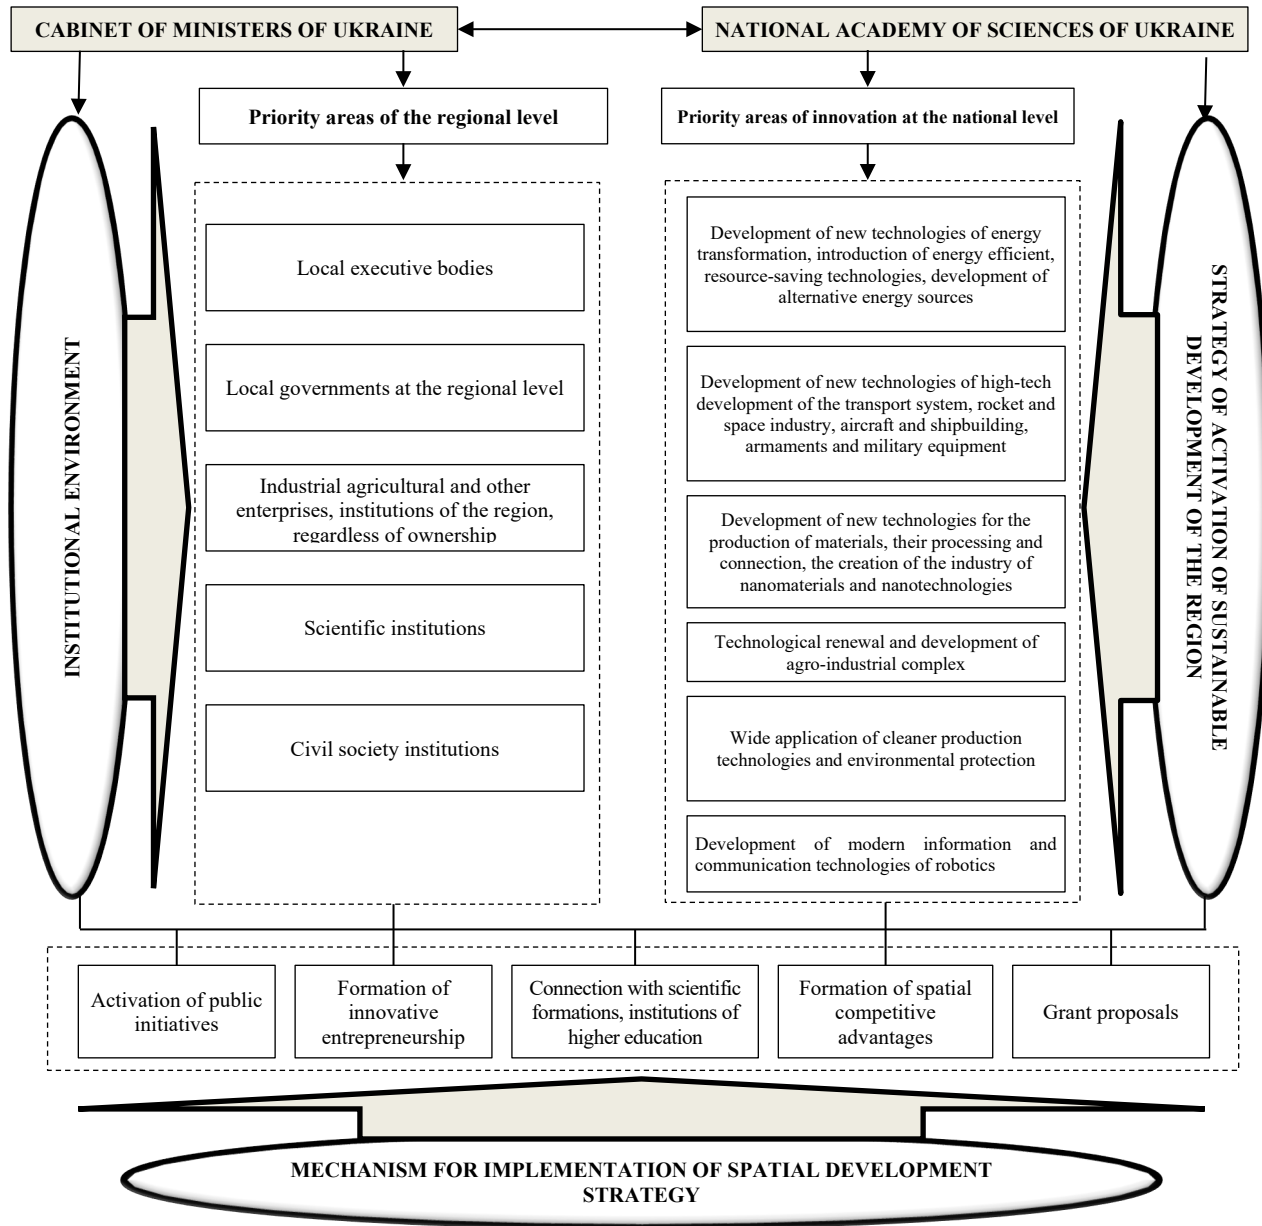 CABINET OF MINISTERS OF UKRAINE
NATIONAL ACADEMY OF SCIENCES OF UKRAINE
Priority areas of the regional level
Priority areas of innovation at the national level
INSTITUTIONAL ENVIRONMENT
Local executive bodies
Local governments at the regional level
Industrial agricultural and other
enterprises, institutions of the region,
regardless of ownership
Scientific institutions
Civil society institutions
Development of new technologies of energy
transformation, introduction of energy efficient,
resource-saving technologies, development of
alternative energy sources
Development of new technologies of high-tech
development of the transport system, rocket and
space industry, aircraft and shipbuilding,
armaments and military equipment
Development of new technologies for the
production of materials, their processing and
connection, the creation of the industry of
nanomaterials and nanotechnologies
Technological renewal and development of
agro-industrial complex
Wide application of cleaner production
technologies and environmental protection
Development of modern information and
communication technologies of robotics
STRATEGY OF ACTIVATION OF SUSTAINABLE
DEVELOPMENT OF THE REGION
Activation of public
initiatives
Formation of
innovative
entrepreneurship
Connection with scientific
formations, institutions of
higher education
Formation of spatial
competitive
advantages
Grant proposals
MECHANISM FOR IMPLEMENTATION OF SPATIAL DEVELOPMENT
STRATEGY